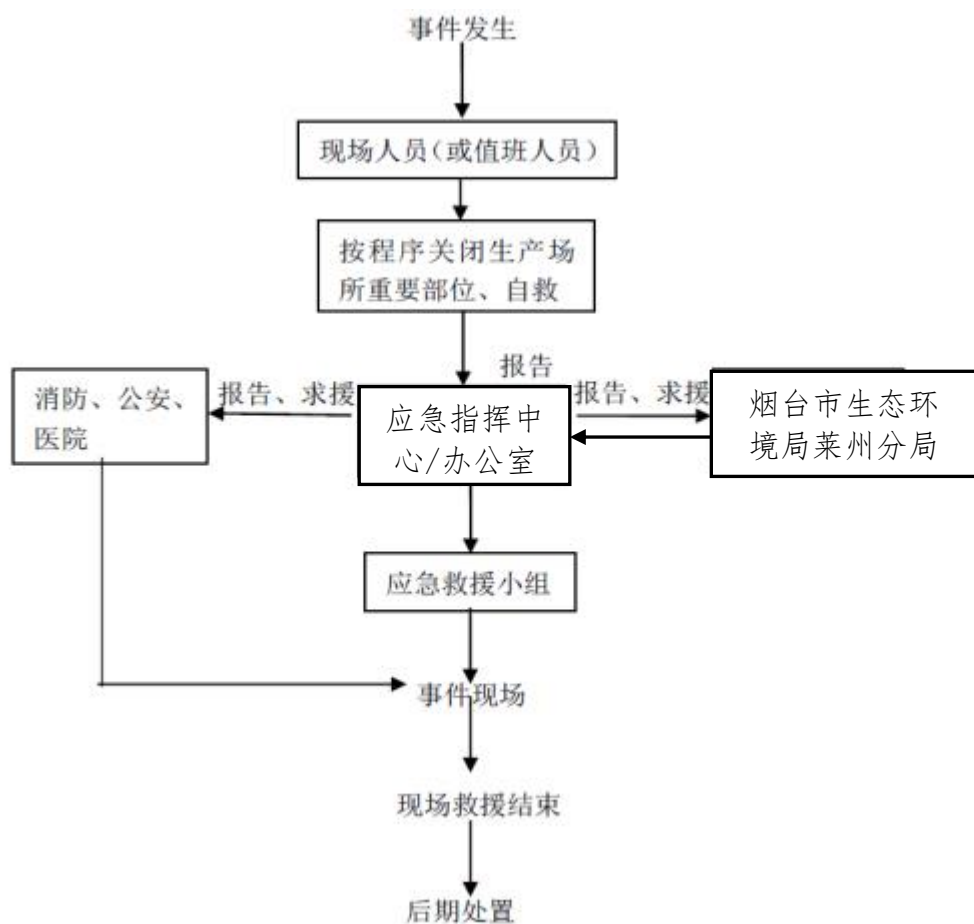 事件发生
现场人员(或值班人员)
按程序关闭生产场
所重要部位、自救
报告
消防、公安、
医院
报告、求援
应急指挥中
心/办公室
报告、求援
烟台市生态环
境局莱州分局
应急救援小组
事件现场
现场救援结束
后期处置